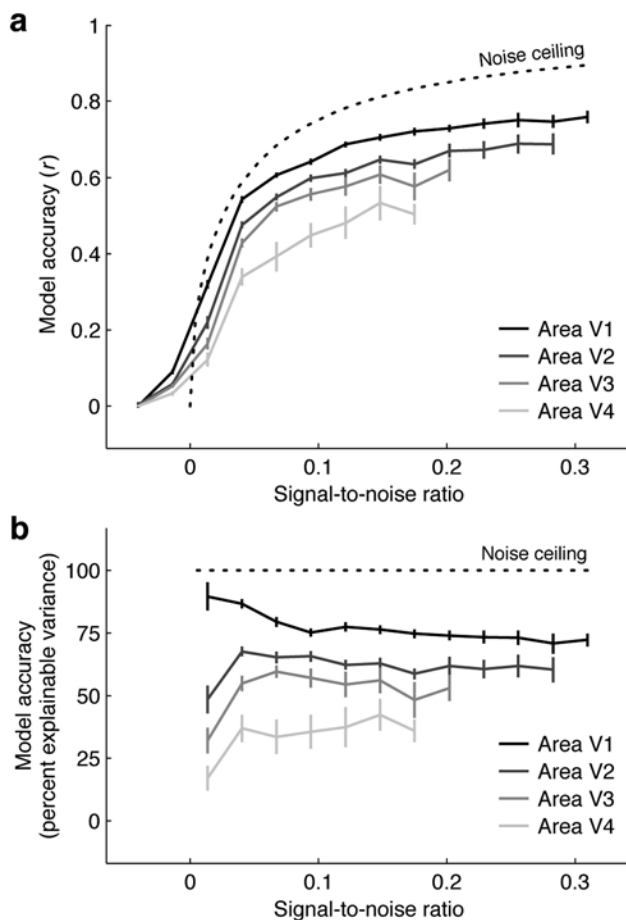 a
1
0.8
0.6
0.4
0.2
0
Model accuracy (r)
Noise ceiling
Area V1
Area V2
Area V3
Area V4
0 0.1 0.2 0.3
Signal-to-noise ratio
b
100
75
50
25
0
Model accuracy
(percent explainable variance)
Noise ceiling
Area V1
Area V2
Area V3
Area V4
0 0.1 0.2 0.3
Signal-to-noise ratio